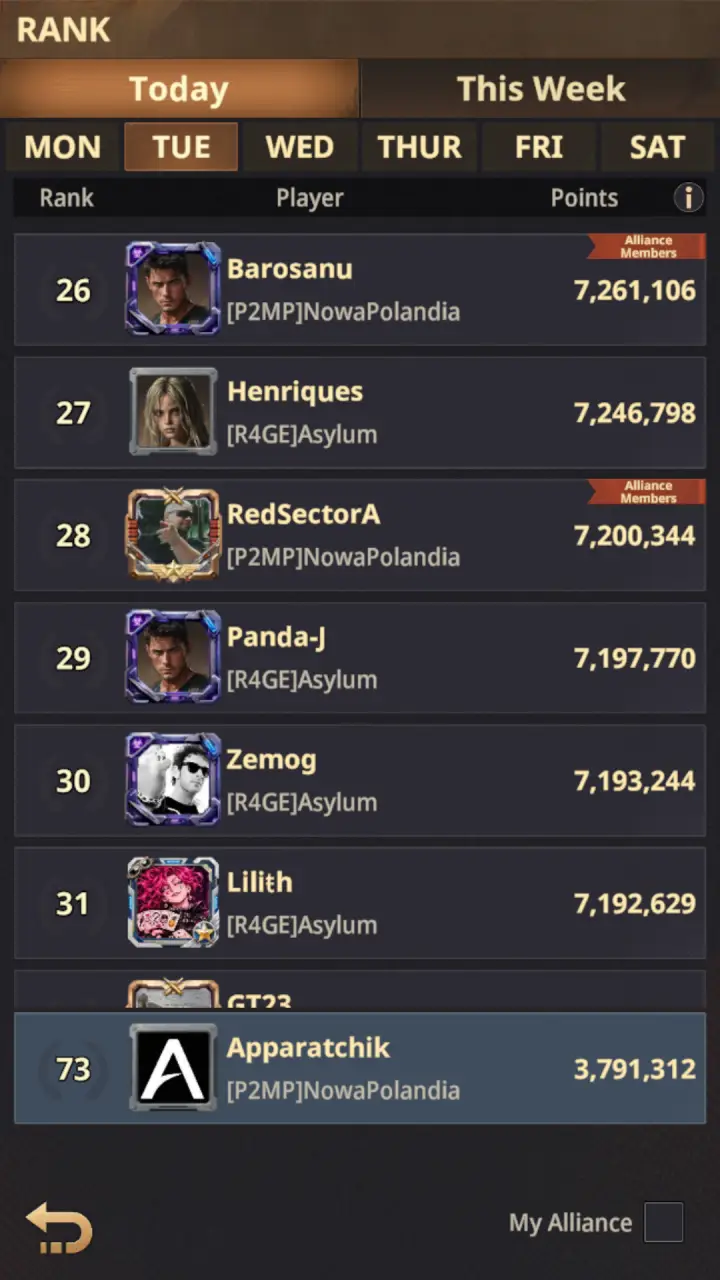 RANK
Today
This Week
MON
TUE
WED
THUR
FRI
SAT
Rank
Player
Points
Alliance
Members
26
Barosanu
[P2MP]NowaPolandia
7,261,106
27
Henriques
[R4GE]Asylum
7,246,798
Alliance
Members
28
RedSectorA
[P2MP]NowaPolandia
7,200,344
29
Panda-J
[R4GE]Asylum
7,197,770
30
Zemog
[R4GE]Asylum
7,193,244
31
Lilith
[R4GE]Asylum
7,192,629
GT23
73
Apparatchik
[P2MP]NowaPolandia
3,791,312
My Alliance